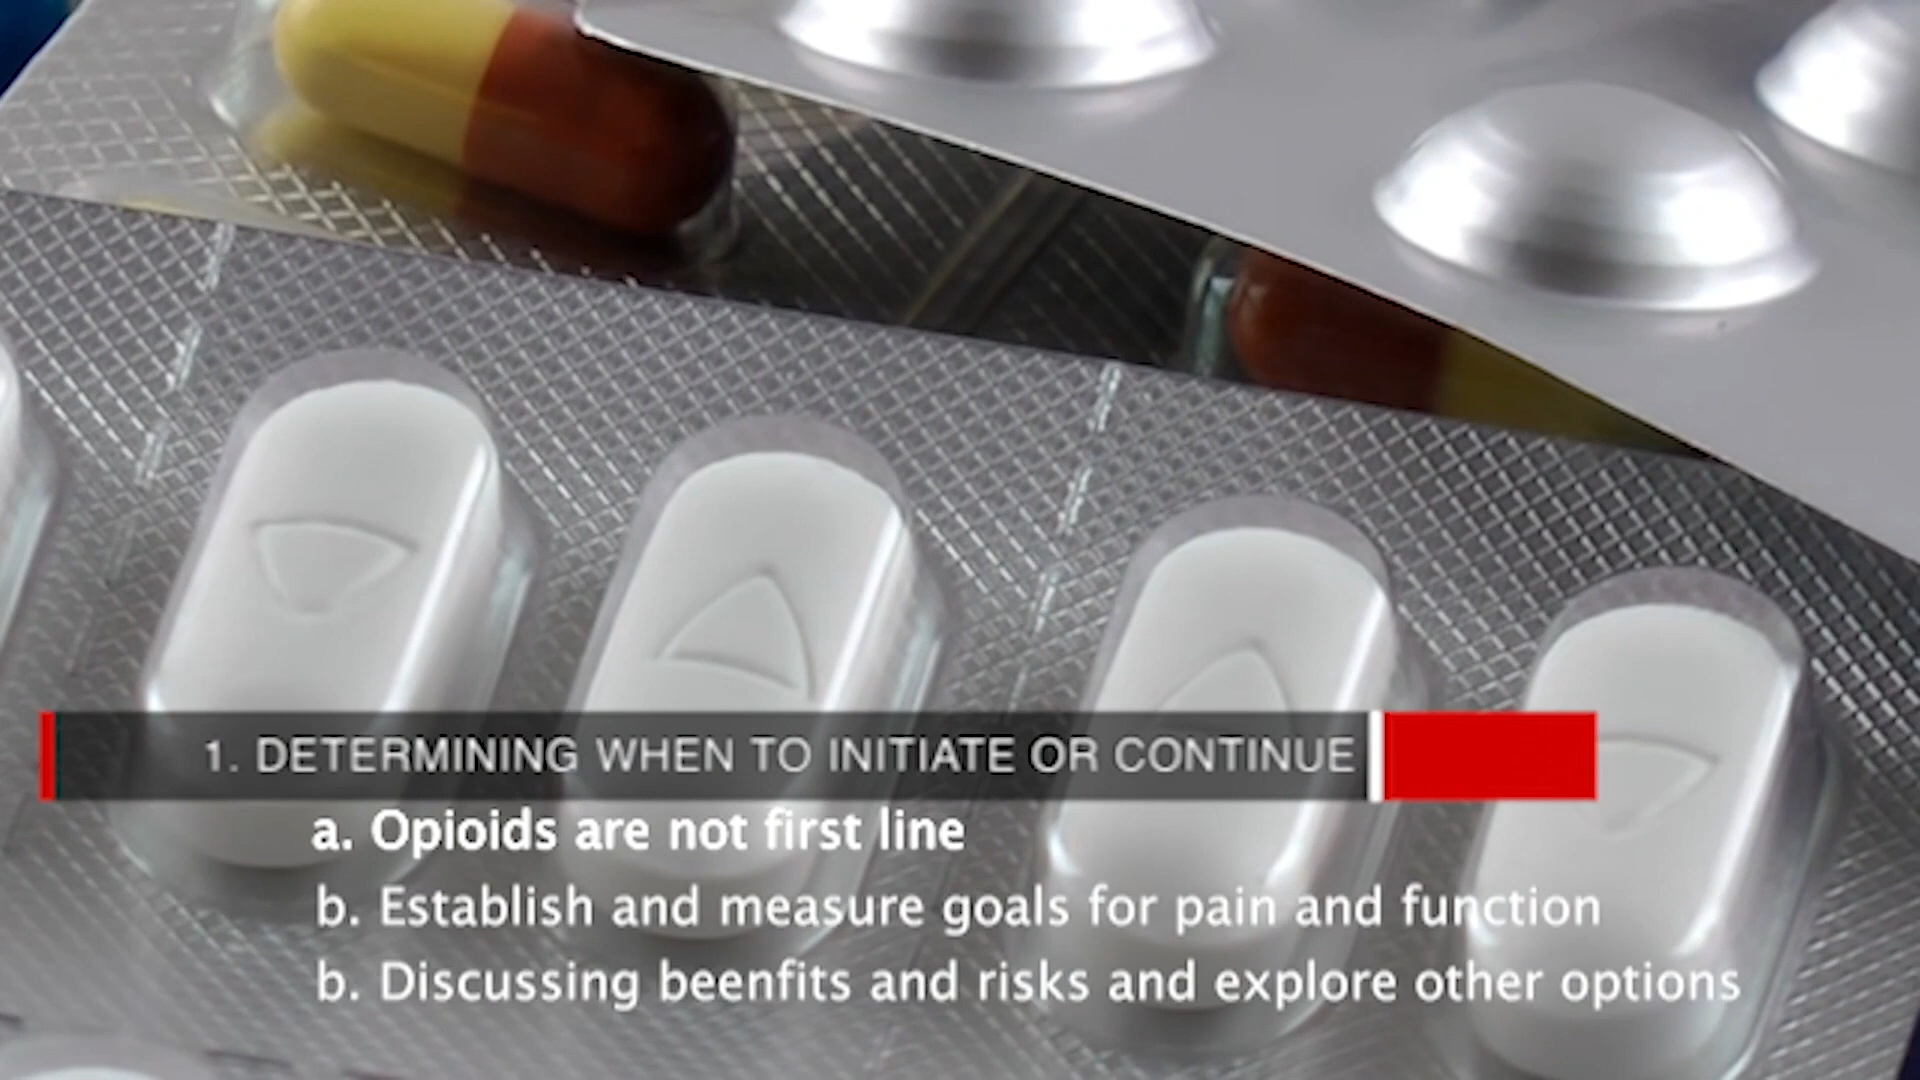 1. DETERMINING WHEN TO INITIATE OR CONTINUE
a. Opioids are not first line
b. Establish and measure goals for pain and function
b. Discussing beenfits and risks and explore other options